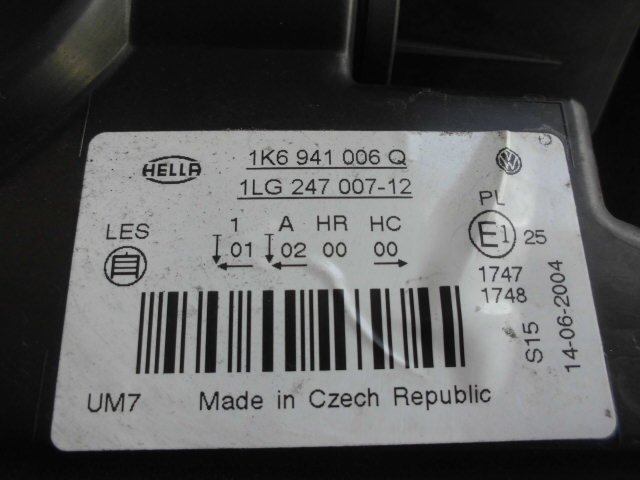 HELLA
1K6 941 006 Q
1LG 247 007-12
LES
自
1 A HR HC
01 02 00 00
PL
E1 25
1747
1748
S15
14-06-2004
UM7 Made in Czech Republic